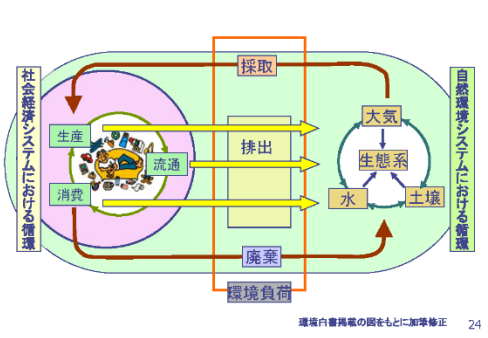 採取
社会経済システムにおける循環
自然環境システムにおける循環
大気
生産
排出
生態系
流通
消費
水
土壌
廃棄
環境負荷
環境白書掲載の図をもとに加筆修正
24